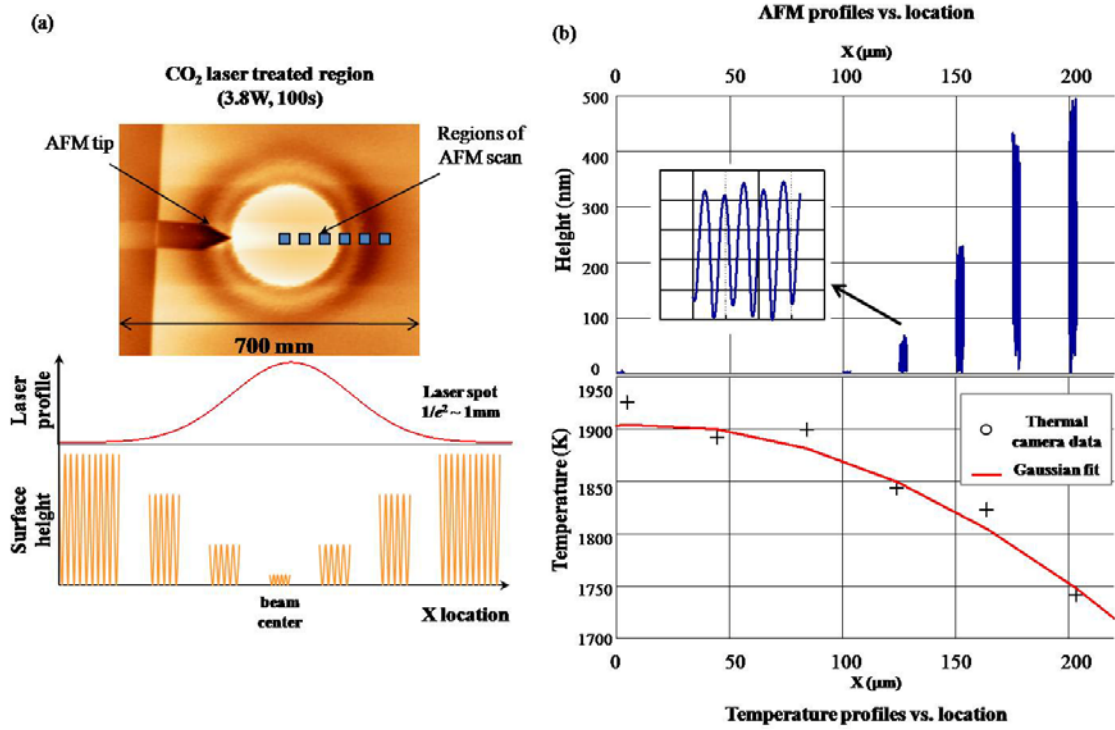 (a)
CO2 laser treated region
(3.8W, 100s)
AFM tip
Regions of
AFM scan
700 mm
Laser
profile
Laser spot
1/e2 ~ 1mm
Surface
height
beam
center
X location
(b)
AFM profiles vs. location
X (μm)
0 50 100 150 200
500
400
300
200
100
0
Height (nm)
1950
1900
1850
1800
1750
1700
Temperature (K)
Thermal
camera data
Gaussian fit
0 50 100 150 200
X (μm)
Temperature profiles vs. location